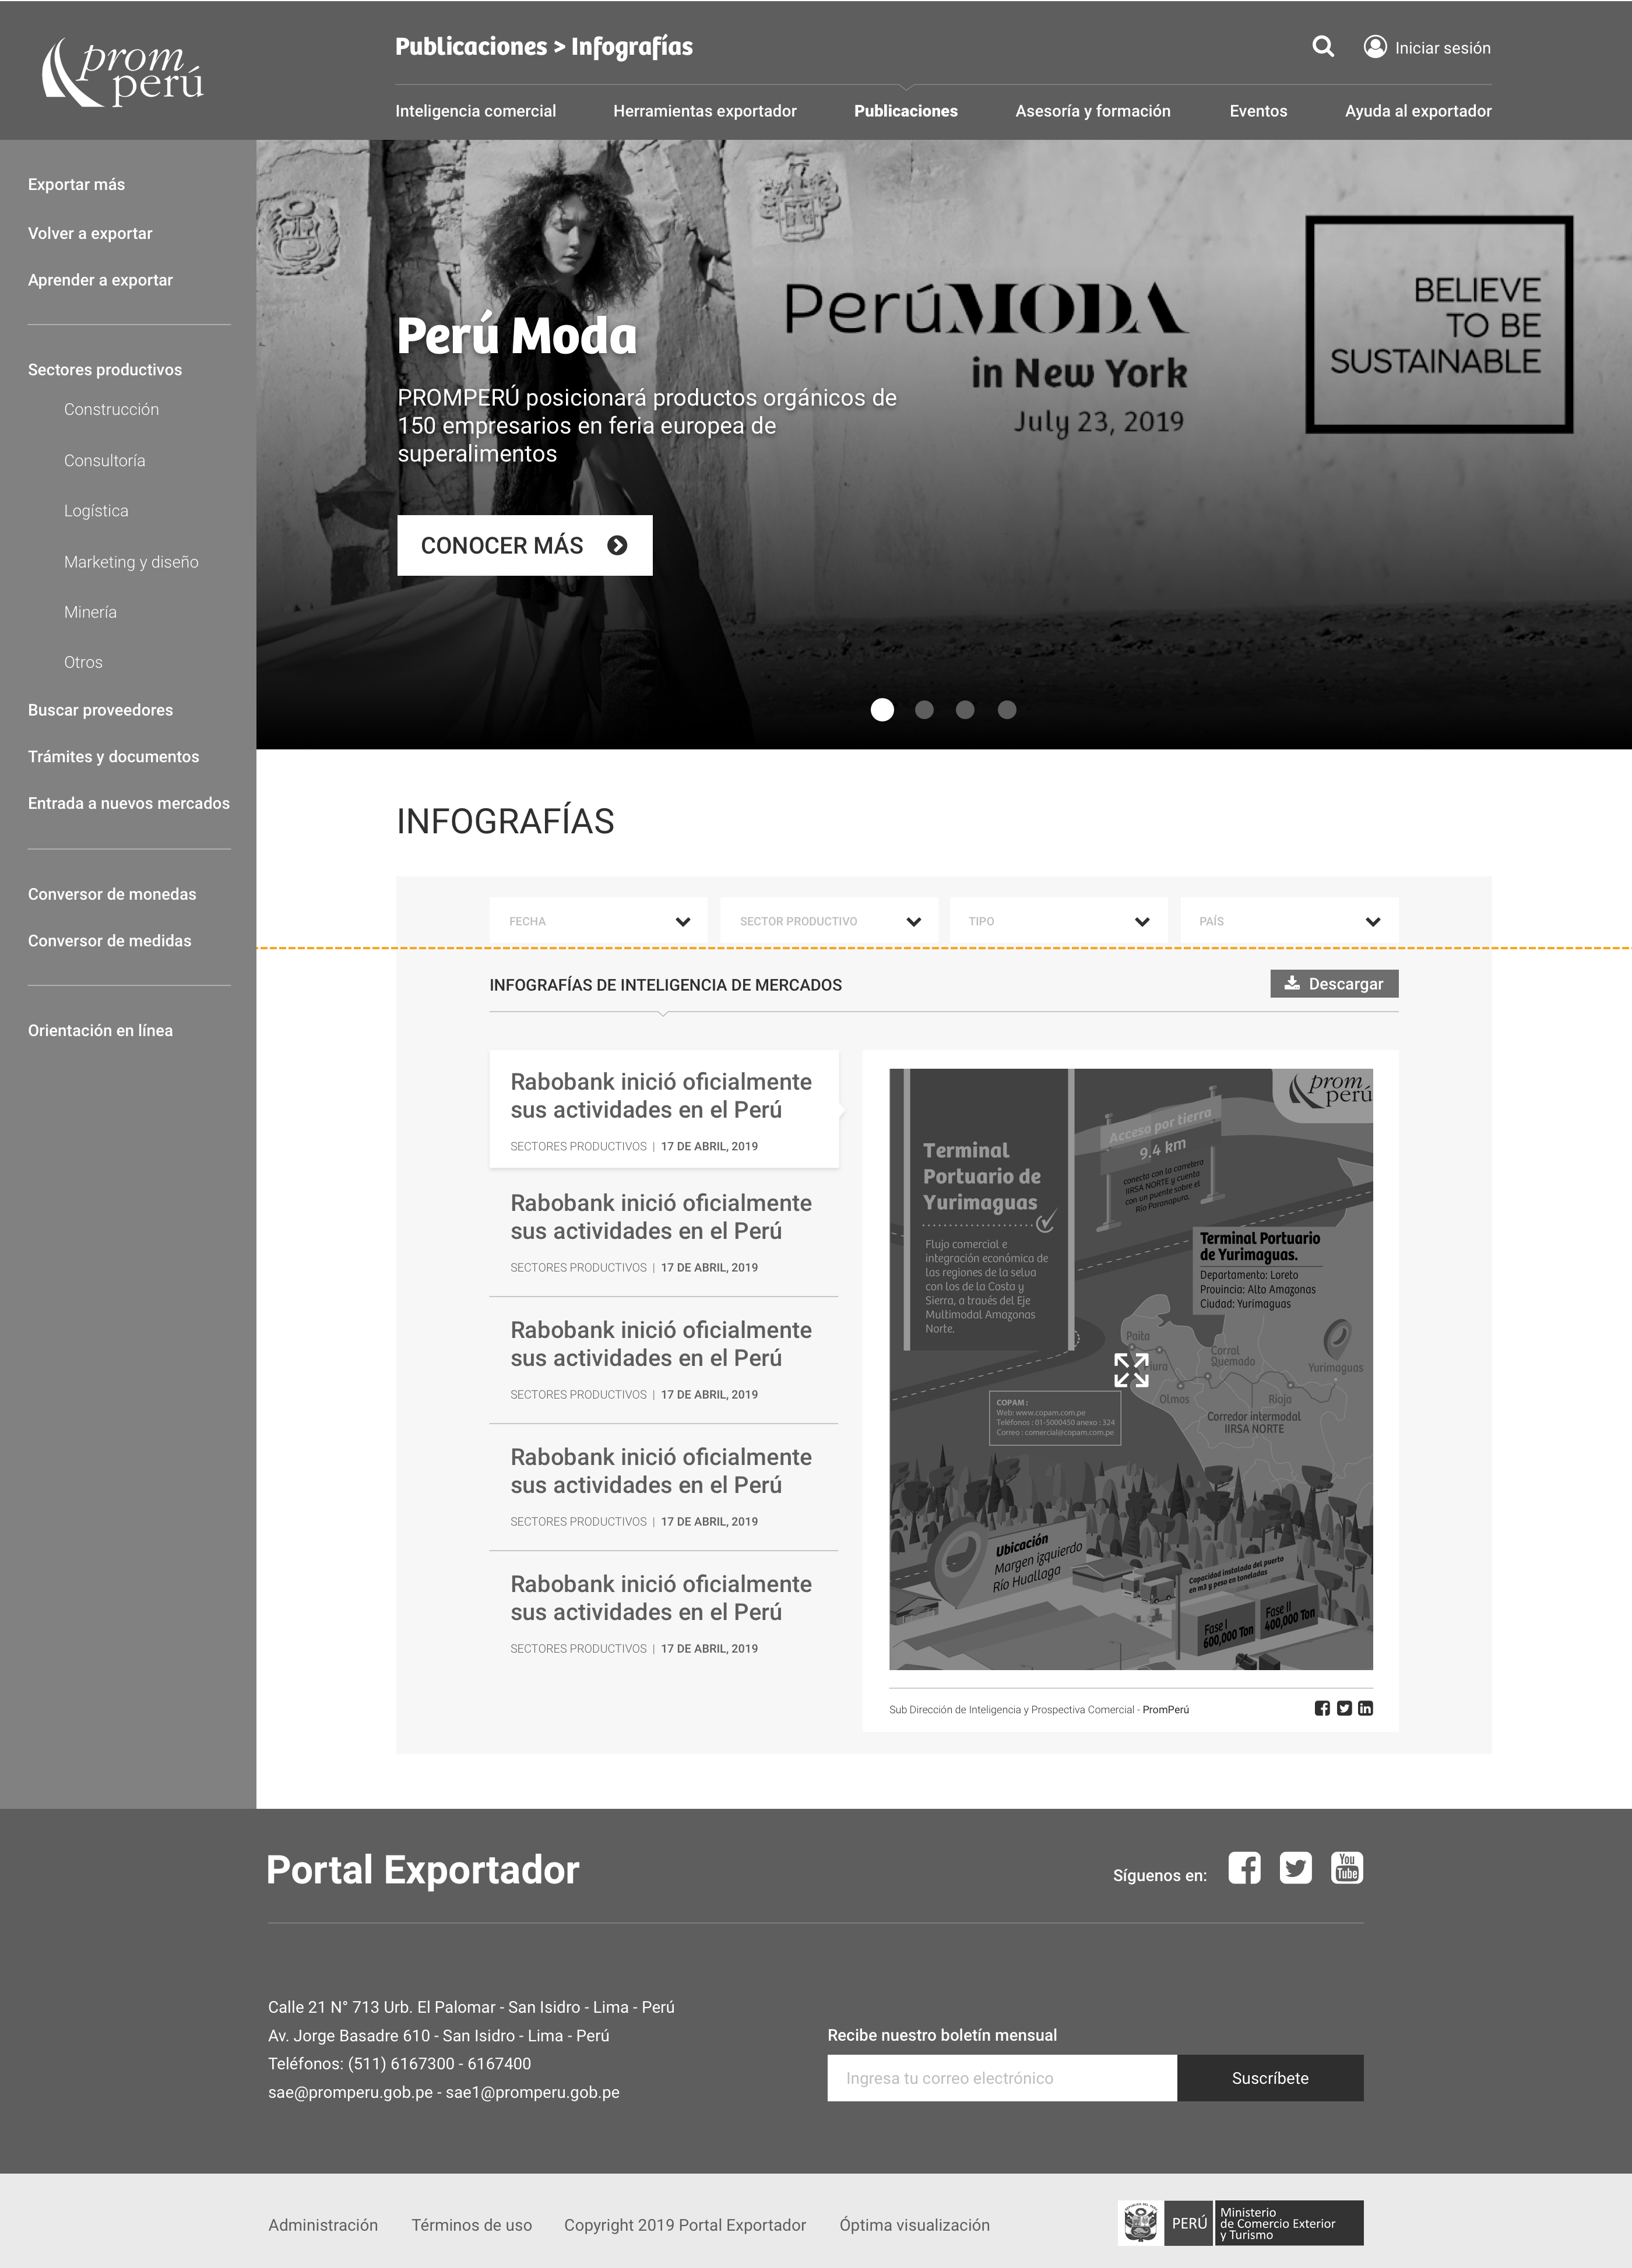 prom
perú
Publicaciones > Infografías
Iniciar sesión
Inteligencia comercial
Herramientas exportador
Publicaciones
Asesoría y formación
Eventos
Ayuda al exportador
Exportar más
Volver a exportar
Aprender a exportar
Sectores productivos
Construcción
Consultoría
Logística
Marketing y diseño
Minería
Otros
Buscar proveedores
Trámites y documentos
Entrada a nuevos mercados
Conversor de monedas
Conversor de medidas
Orientación en línea
Perú Moda
PROMPERÚ posicionará productos orgánicos de
150 empresarios en feria europea de
superalimentos
CONOCER MÁS
PerúMODA
in New York
July 23, 2019
BELIEVE
TO BE
SUSTAINABLE
INFOGRAFÍAS
FECHA
SECTOR PRODUCTIVO
TIPO
PAÍS
INFOGRAFÍAS DE INTELIGENCIA DE MERCADOS
Descargar
Rabobank inició oficialmente
sus actividades en el Perú
SECTORES PRODUCTIVOS | 17 DE ABRIL, 2019
Rabobank inició oficialmente
sus actividades en el Perú
SECTORES PRODUCTIVOS | 17 DE ABRIL, 2019
Rabobank inició oficialmente
sus actividades en el Perú
SECTORES PRODUCTIVOS | 17 DE ABRIL, 2019
Rabobank inició oficialmente
sus actividades en el Perú
SECTORES PRODUCTIVOS | 17 DE ABRIL, 2019
Rabobank inició oficialmente
sus actividades en el Perú
SECTORES PRODUCTIVOS | 17 DE ABRIL, 2019
prom
perú
Terminal
Portuario de
Yurimaguas
Flujo comercial e
integración económica de
las regiones de la selva
con los de la Costa y
Sierra, a través del Eje
Multimodal Amazonas
Norte.
Acceso por tierra
9.4 km
conecta con la carretera
IIRSA NORTE y cuenta
con un puente sobre el
Río Paranapura.
Terminal Portuario
de Yurimaguas.
Departamento: Loreto
Provincia: Alto Amazonas
Ciudad: Yurimaguas
Paita
Piura
Olmos
Corral
Quemado
Rioja
Yurimaguas
Corredor intermodal
IIRSA NORTE
COPAM :
Web: www.copam.com.pe
Teléfonos : 01-5000450 anexo : 324
Correo : comercial@copam.com.pe
Ubicación
Margen izquierdo
Río Huallaga
Capacidad instalada del puerto
en m3 y peso en toneladas
Fase I
600,000 Ton
Fase II
400,000 Ton
Sub Dirección de Inteligencia y Prospectiva Comercial - PromPerú
Portal Exportador
Síguenos en:
You
Tube
Calle 21 N° 713 Urb. El Palomar - San Isidro - Lima - Perú
Av. Jorge Basadre 610 - San Isidro - Lima - Perú
Teléfonos: (511) 6167300 - 6167400
sae@promperu.gob.pe - sae1@promperu.gob.pe
Recibe nuestro boletín mensual
Ingresa tu correo electrónico
Suscríbete
Administración
Términos de uso
Copyright 2019 Portal Exportador
Óptima visualización
PERÚ
Ministerio
de Comercio Exterior
y Turismo